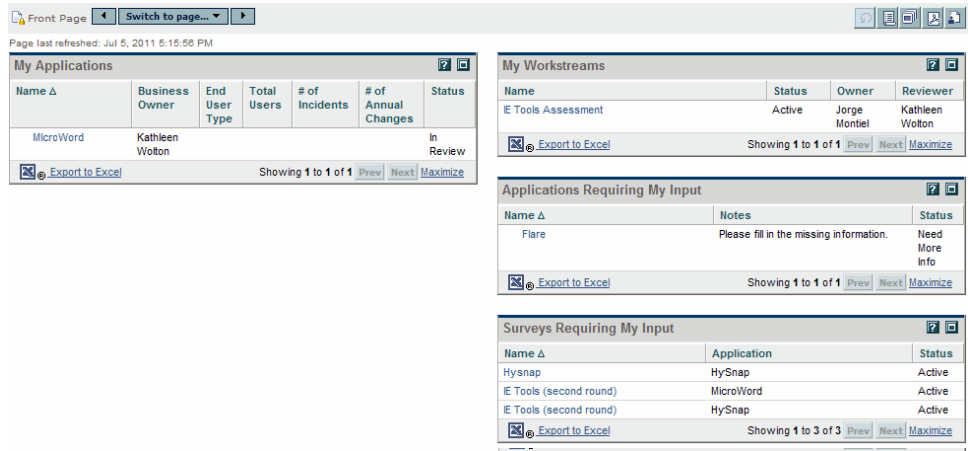 Front Page Switch to page...
Page last refreshed: Jul 5, 2011 5:15:56 PM
My Applications
Name Business Owner End User Type Total Users # of Incidents # of Annual Changes Status
MicroWord Kathleen Wolton In Review
Export to Excel Showing 1 to 1 of 1 Prev Next Maximize
My Workstreams
Name Status Owner Reviewer
IE Tools Assessment Active Jorge Montiel Kathleen Wolton
Export to Excel Showing 1 to 1 of 1 Prev Next Maximize
Applications Requiring My Input
Name Notes Status
Flare Please fill in the missing information. Need More Info
Export to Excel Showing 1 to 1 of 1 Prev Next Maximize
Surveys Requiring My Input
Name Application Status
Hysnap HySnap Active
IE Tools (second round) MicroWord Active
IE Tools (second round) HySnap Active
Export to Excel Showing 1 to 3 of 3 Prev Next Maximize